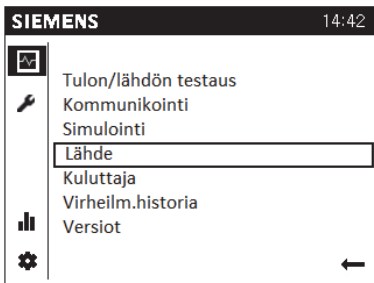 SIEMENS 14:42
Tulon/lähdön testaus
Kommunikointi
Simulointi
Lähde
Kuluttaja
Virheilm.historia
Versiot